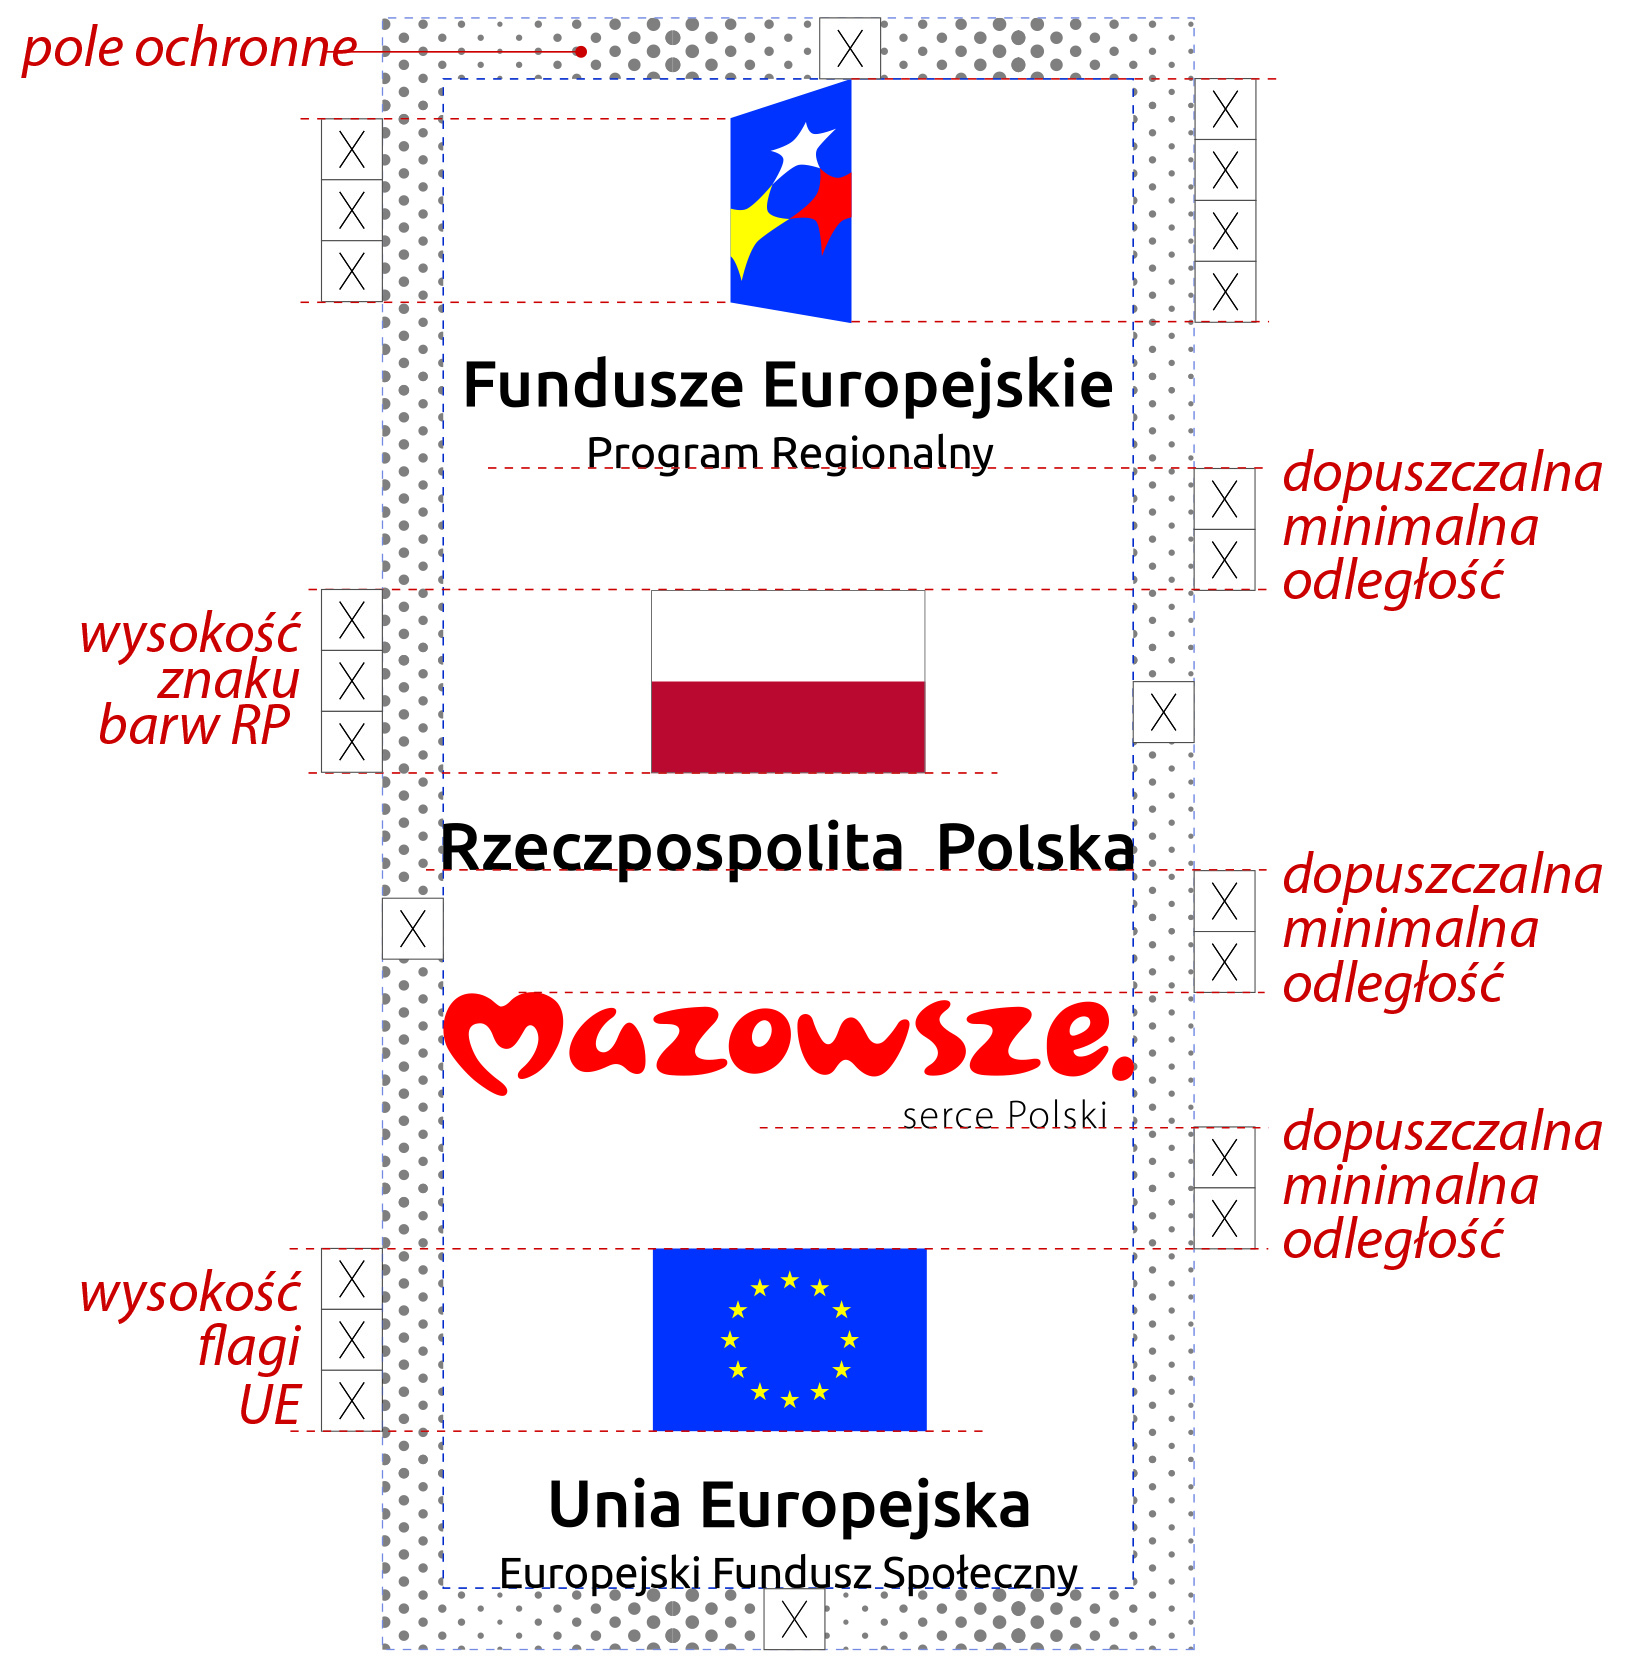 pole ochronne
X
X
X
X
X
X
X
X
Fundusze Europejskie
Program Regionalny
dopuszczalna
minimalna
odległość
X
X
wysokość
znaku
barw RP
X
X
X
X
Rzeczpospolita Polska
dopuszczalna
minimalna
odległość
X
X
X
mazowsze.
serce Polski
dopuszczalna
minimalna
odległość
X
X
wysokość
flagi
UE
X
X
X
Unia Europejska
Europejski Fundusz Społeczny
X